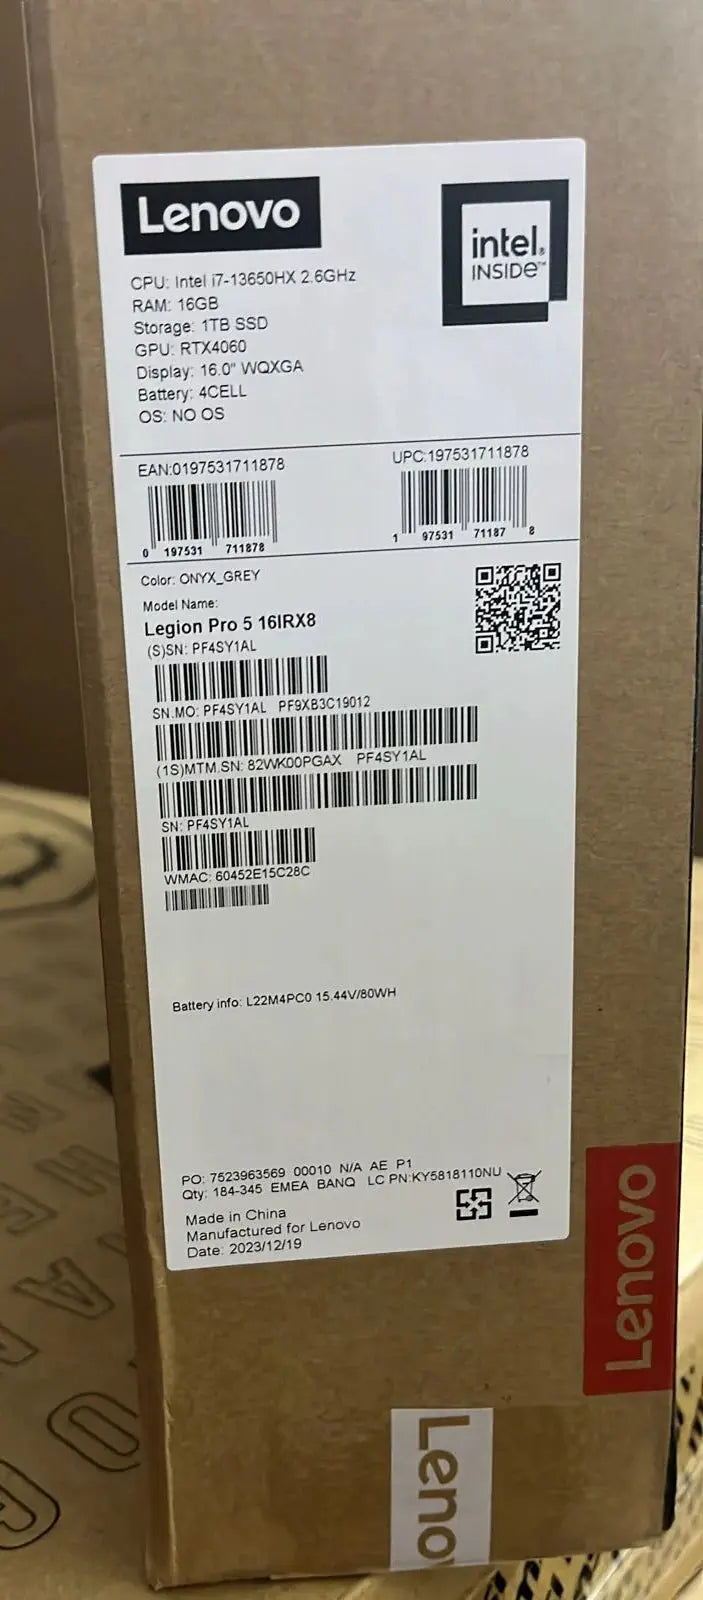 Lenovo
intel.
INSIDE™
CPU: Intel i7-13650HX 2.6GHz
RAM: 16GB
Storage: 1TB SSD
GPU: RTX4060
Display: 16.0" WQXGA
Battery: 4CELL
OS: NO OS
EAN:0197531711878
UPC:197531711878
0 197531 711878
1 97531 71187 8
Color: ONYX_GREY
Model Name:
Legion Pro 5 16IRX8
(S)SN: PF4SY1AL
SN.MO: PF4SY1AL PF9XB3C19012
(1S)MTM.SN: 82WK00PGAX PF4SY1AL
SN: PF4SY1AL
WMAC: 60452E15C28C
Battery info: L22M4PC0 15.44V/80WH
PO: 7523963569 00010 N/A AE P1
Qty: 184-345 EMEA BANQ LC PN:KY5818110NU
Made in China
Manufactured for Lenovo
Date: 2023/12/19
Lenovo
Leno